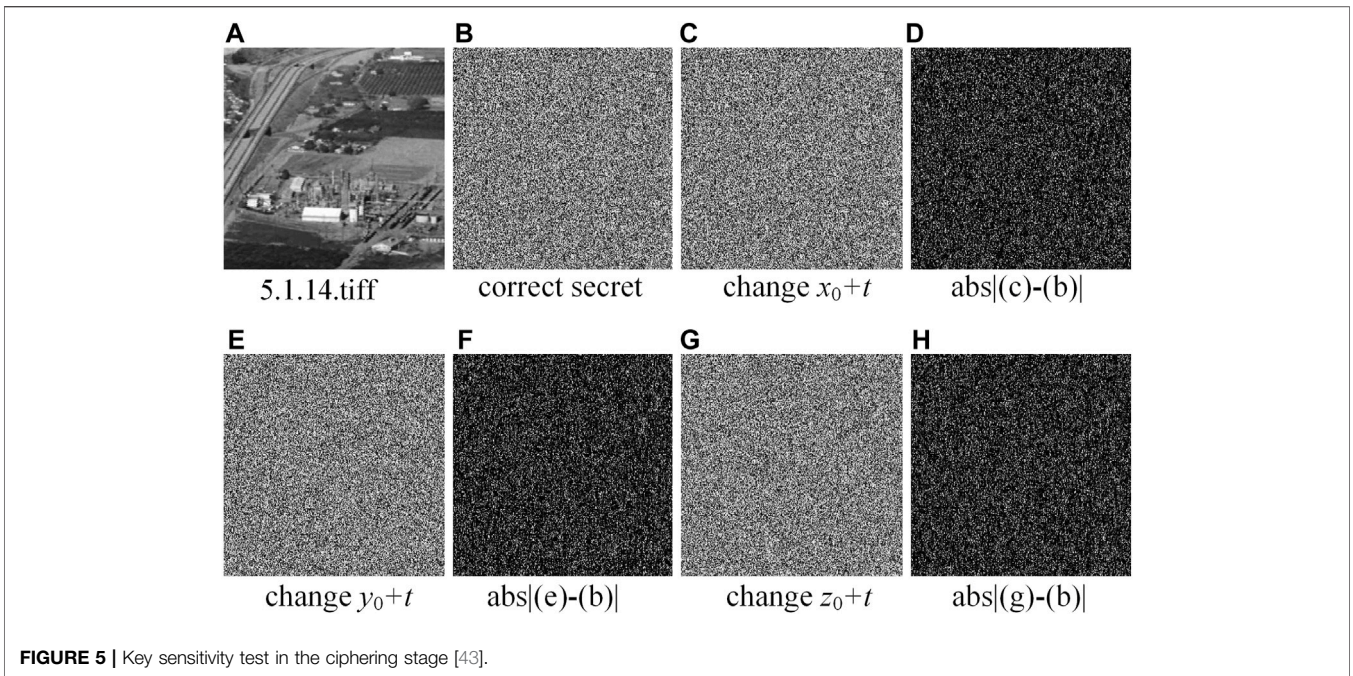 A B C D
5.1.14.tiff correct secret change x₀+t abs|(c)-(b)|
E F G H
change y₀+t abs|(e)-(b)| change z₀+t abs|(g)-(b)|
FIGURE 5 | Key sensitivity test in the ciphering stage [43].